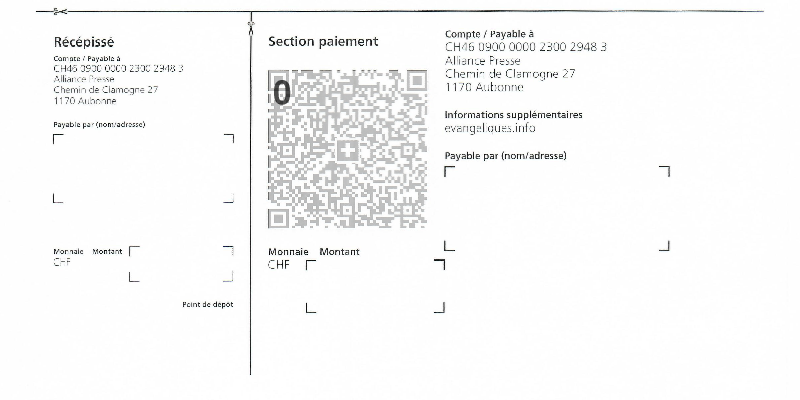 Récépissé
Compte / Payable à
CH46 0900 0000 2300 2948 3
Alliance Presse
Chemin de Clamogne 27
1170 Aubonne
Payable par (nom/adresse)
Monnaie Montant
CHF
Point de dépôt
Section paiement
0
Monnaie Montant
CHF
Compte / Payable à
CH46 0900 0000 2300 2948 3
Alliance Presse
Chemin de Clamogne 27
1170 Aubonne
Informations supplémentaires
evangeliques.info
Payable par (nom/adresse)